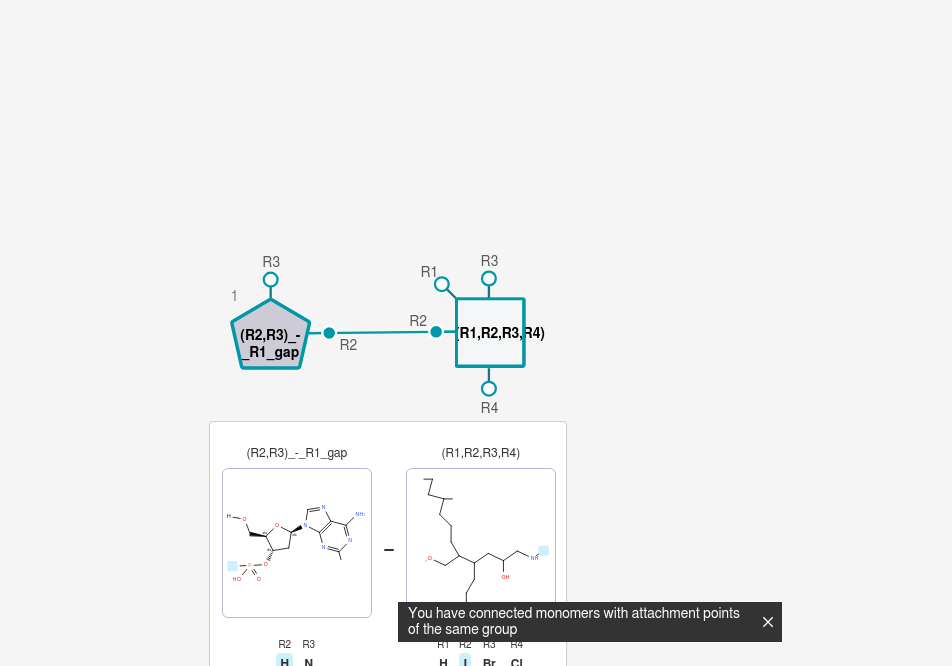 R3
R1
R3
1
R2
(R2,R3)_-
_R1_gap
R2
(R1,R2,R3,R4)
R4
(R2,R3)_-_R1_gap
(R1,R2,R3,R4)
H
O
O
N
N
NH₂
N
N
N
P
O
HO
O
O
OH
NH
You have connected monomers with attachment points
of the same group
R2 R3
R1 R2 R3 R4
H N
H I Br Cl